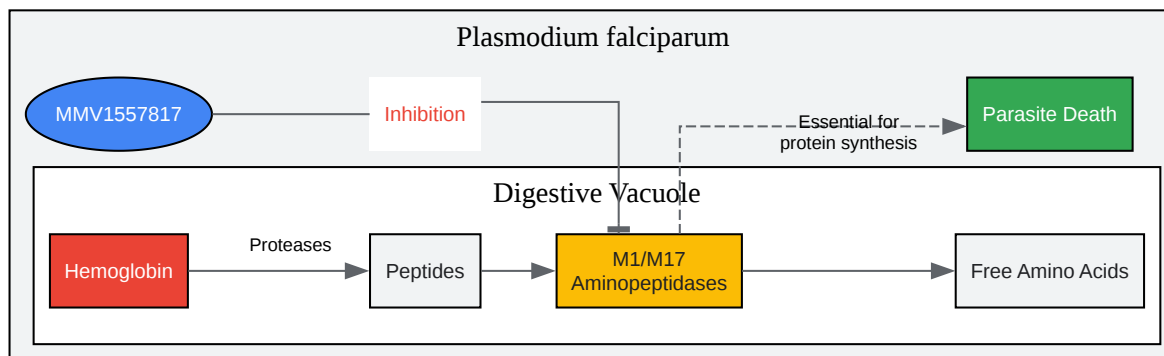 Plasmodium falciparum
MMV1557817
Inhibition
Parasite Death
Essential for
protein synthesis
Digestive Vacuole
Hemoglobin
Proteases
Peptides
M1/M17
Aminopeptidases
Free Amino Acids